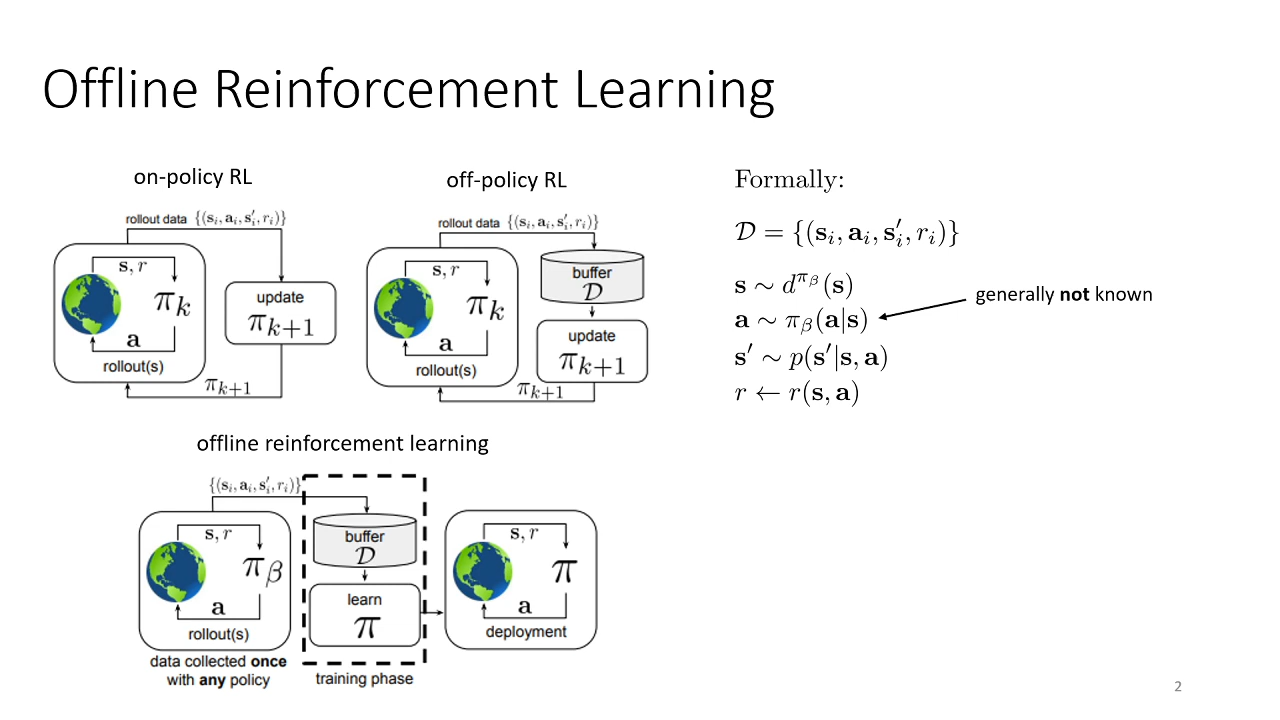 Offline Reinforcement Learning
on-policy RL
rollout data {(s_i, a_i, s'_i, r_i)}
s, r
π_k
a
rollout(s)
update
π_{k+1}
π_{k+1}
off-policy RL
rollout data {(s_i, a_i, s'_i, r_i)}
s, r
π_k
a
rollout(s)
buffer
𝒟
update
π_{k+1}
π_{k+1}
offline reinforcement learning
{(s_i, a_i, s'_i, r_i)}
s, r
π_β
a
rollout(s)
data collected once
with any policy
buffer
𝒟
learn
π
training phase
s, r
π
a
deployment
Formally:
𝒟 = {(s_i, a_i, s'_i, r_i)}
s ∼ d^{π_β}(s)
a ∼ π_β(a|s)
generally not known
s' ∼ p(s'|s, a)
r ← r(s, a)
2